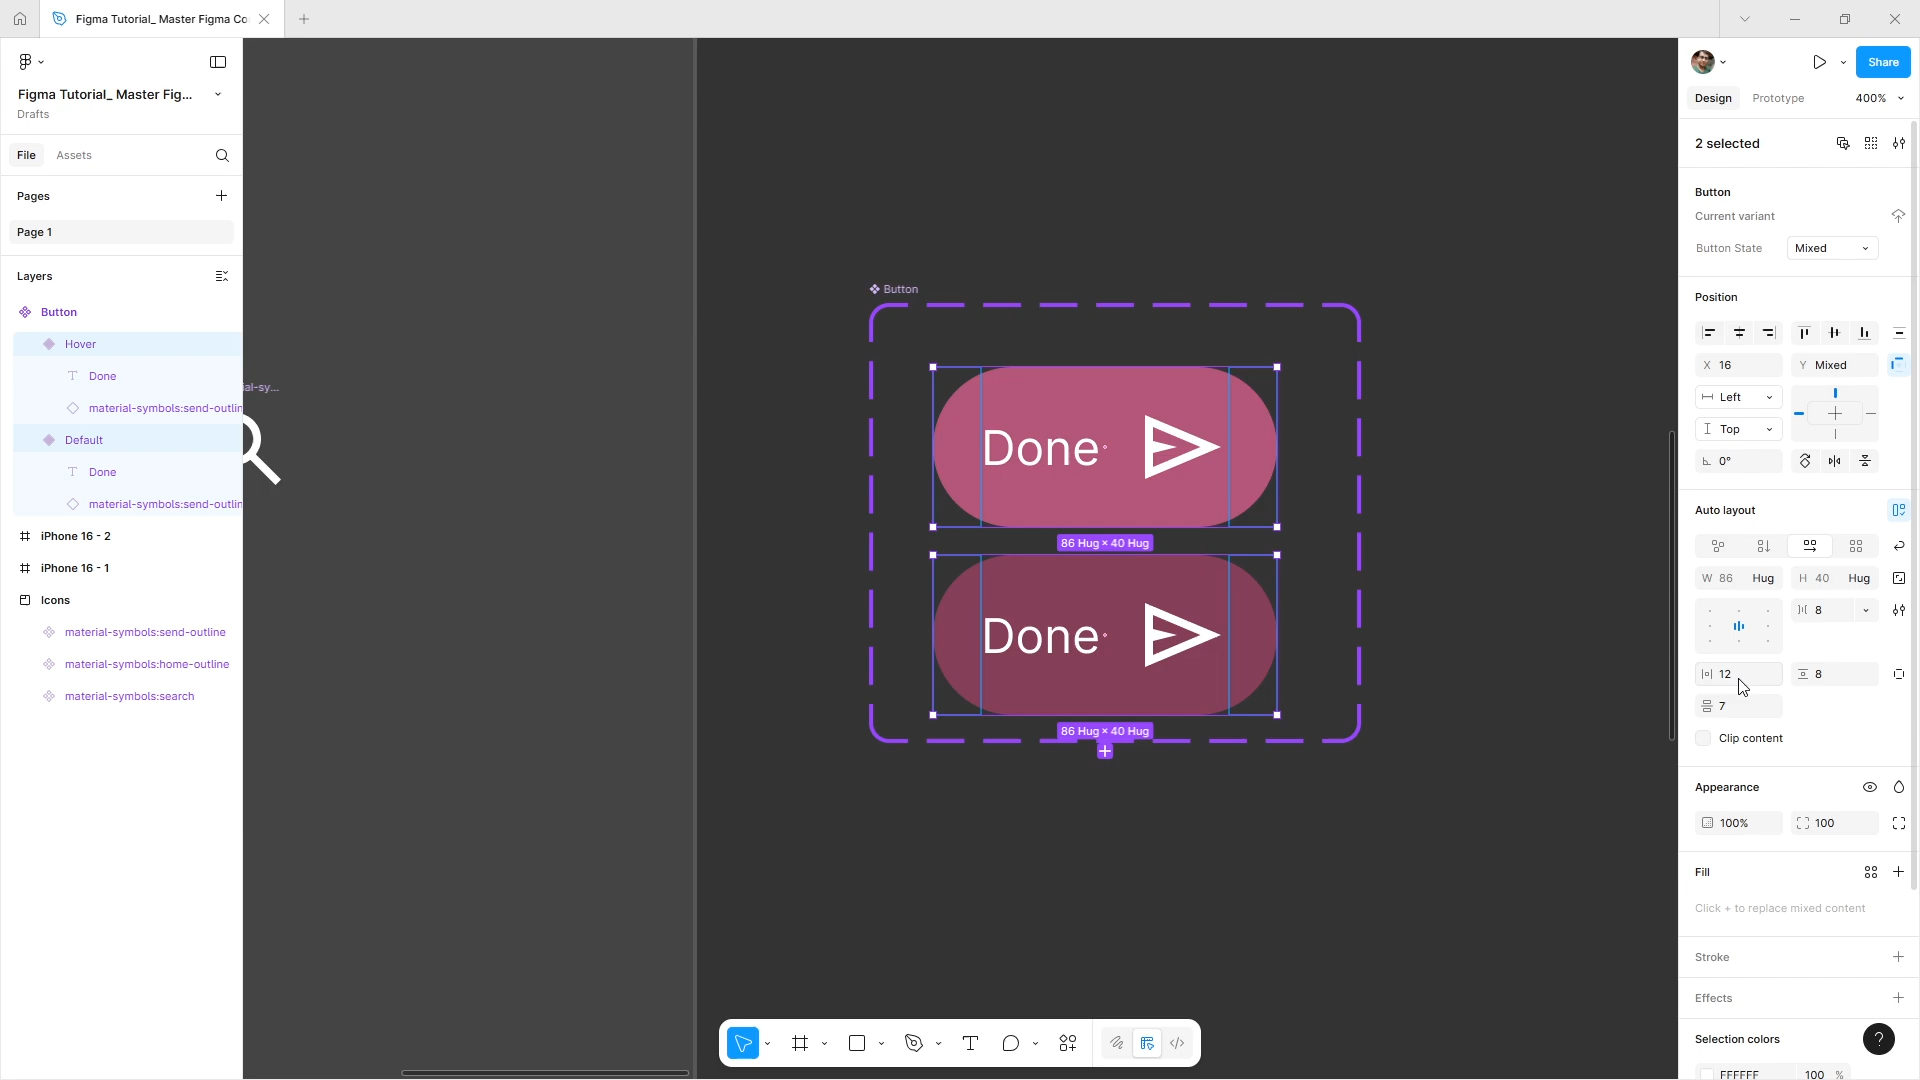 Figma Tutorial_ Master Figma Co
Figma Tutorial_ Master Fig...
Drafts
File
Assets
Pages
Page 1
Layers
Button
Hover
Done
material-symbols:send-outlin
Default
Done
material-symbols:send-outlin
iPhone 16 - 2
iPhone 16 - 1
Icons
material-symbols:send-outline
material-symbols:home-outline
material-symbols:search
ial-sy...
Button
Done
86 Hug × 40 Hug
Done
86 Hug × 40 Hug
Share
Design
Prototype
400%
2 selected
Button
Current variant
Button State
Mixed
Position
X 16
Y Mixed
Left
Top
0°
Auto layout
W 86 Hug
H 40 Hug
8
12
8
7
Clip content
Appearance
100%
100
Fill
Click + to replace mixed content
Stroke
Effects
Selection colors
?
FFFFFF
100 %